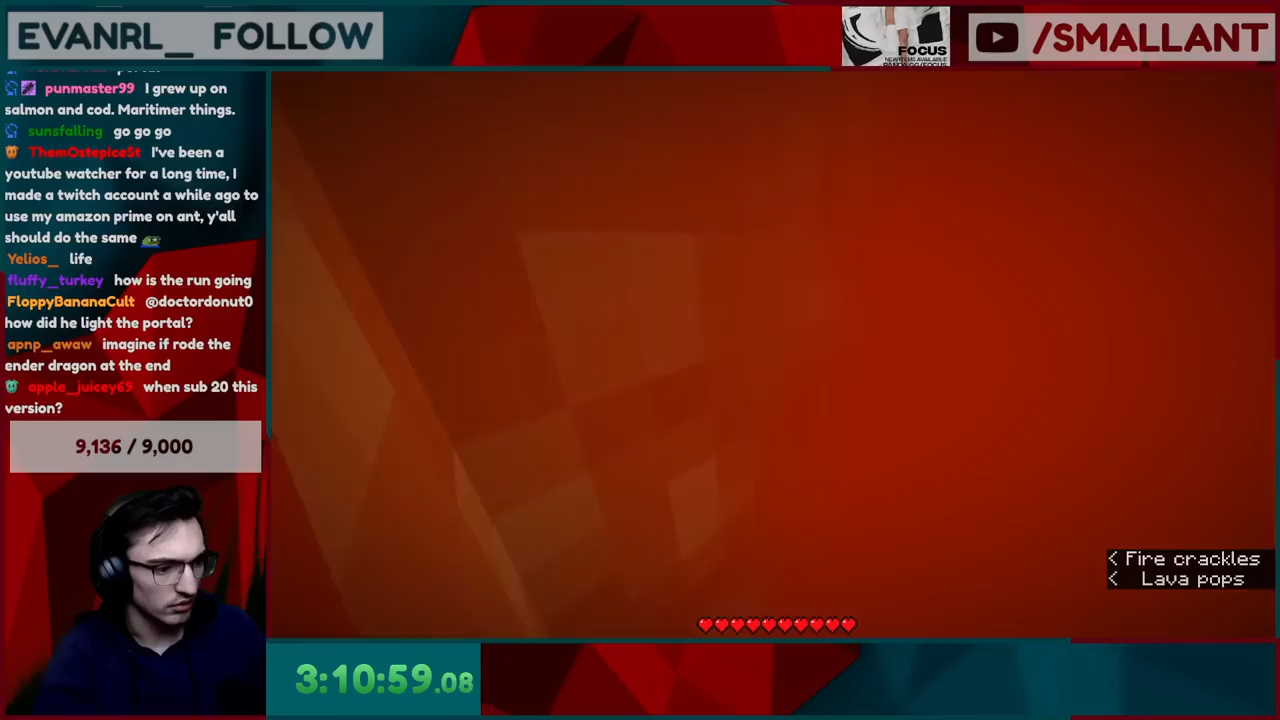 EVANRL_ FOLLOW
FOCUS
NEW ITEMS AVAILABLE
/SMALLANT
punmaster99 I grew up on
salmon and cod. Maritimer things.
sunsfalling go go go
ThemOstepIceSt I've been a
youtube watcher for a long time, I
made a twitch account a while ago to
use my amazon prime on ant, y'all
should do the same
Yelios_ life
fluffy_turkey how is the run going
FloppyBananaCult @doctordonut0
how did he light the portal?
apnp_awaw imagine if rode the
ender dragon at the end
apple_juicey69 when sub 20 this
version?
9,136 / 9,000
< Fire crackles
< Lava pops
3:10:59.08